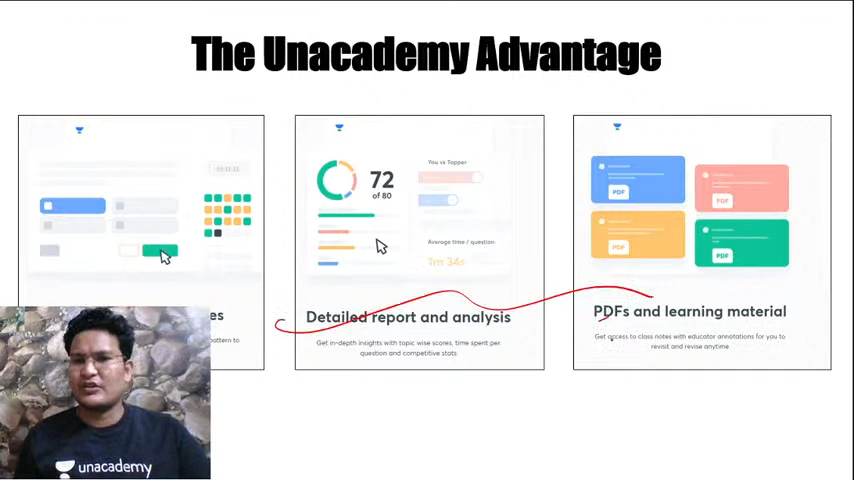 The Unacademy Advantage
es
pattern to
72
of 80
You vs Topper
Average time / question
1m 34s
Detailed report and analysis
Get in-depth insights with topic wise scores, time spent per
question and competitive stats
PDF
PDF
PDF
PDF
PDFs and learning material
Get access to class notes with educator annotations for you to
revisit and revise anytime
unacademy